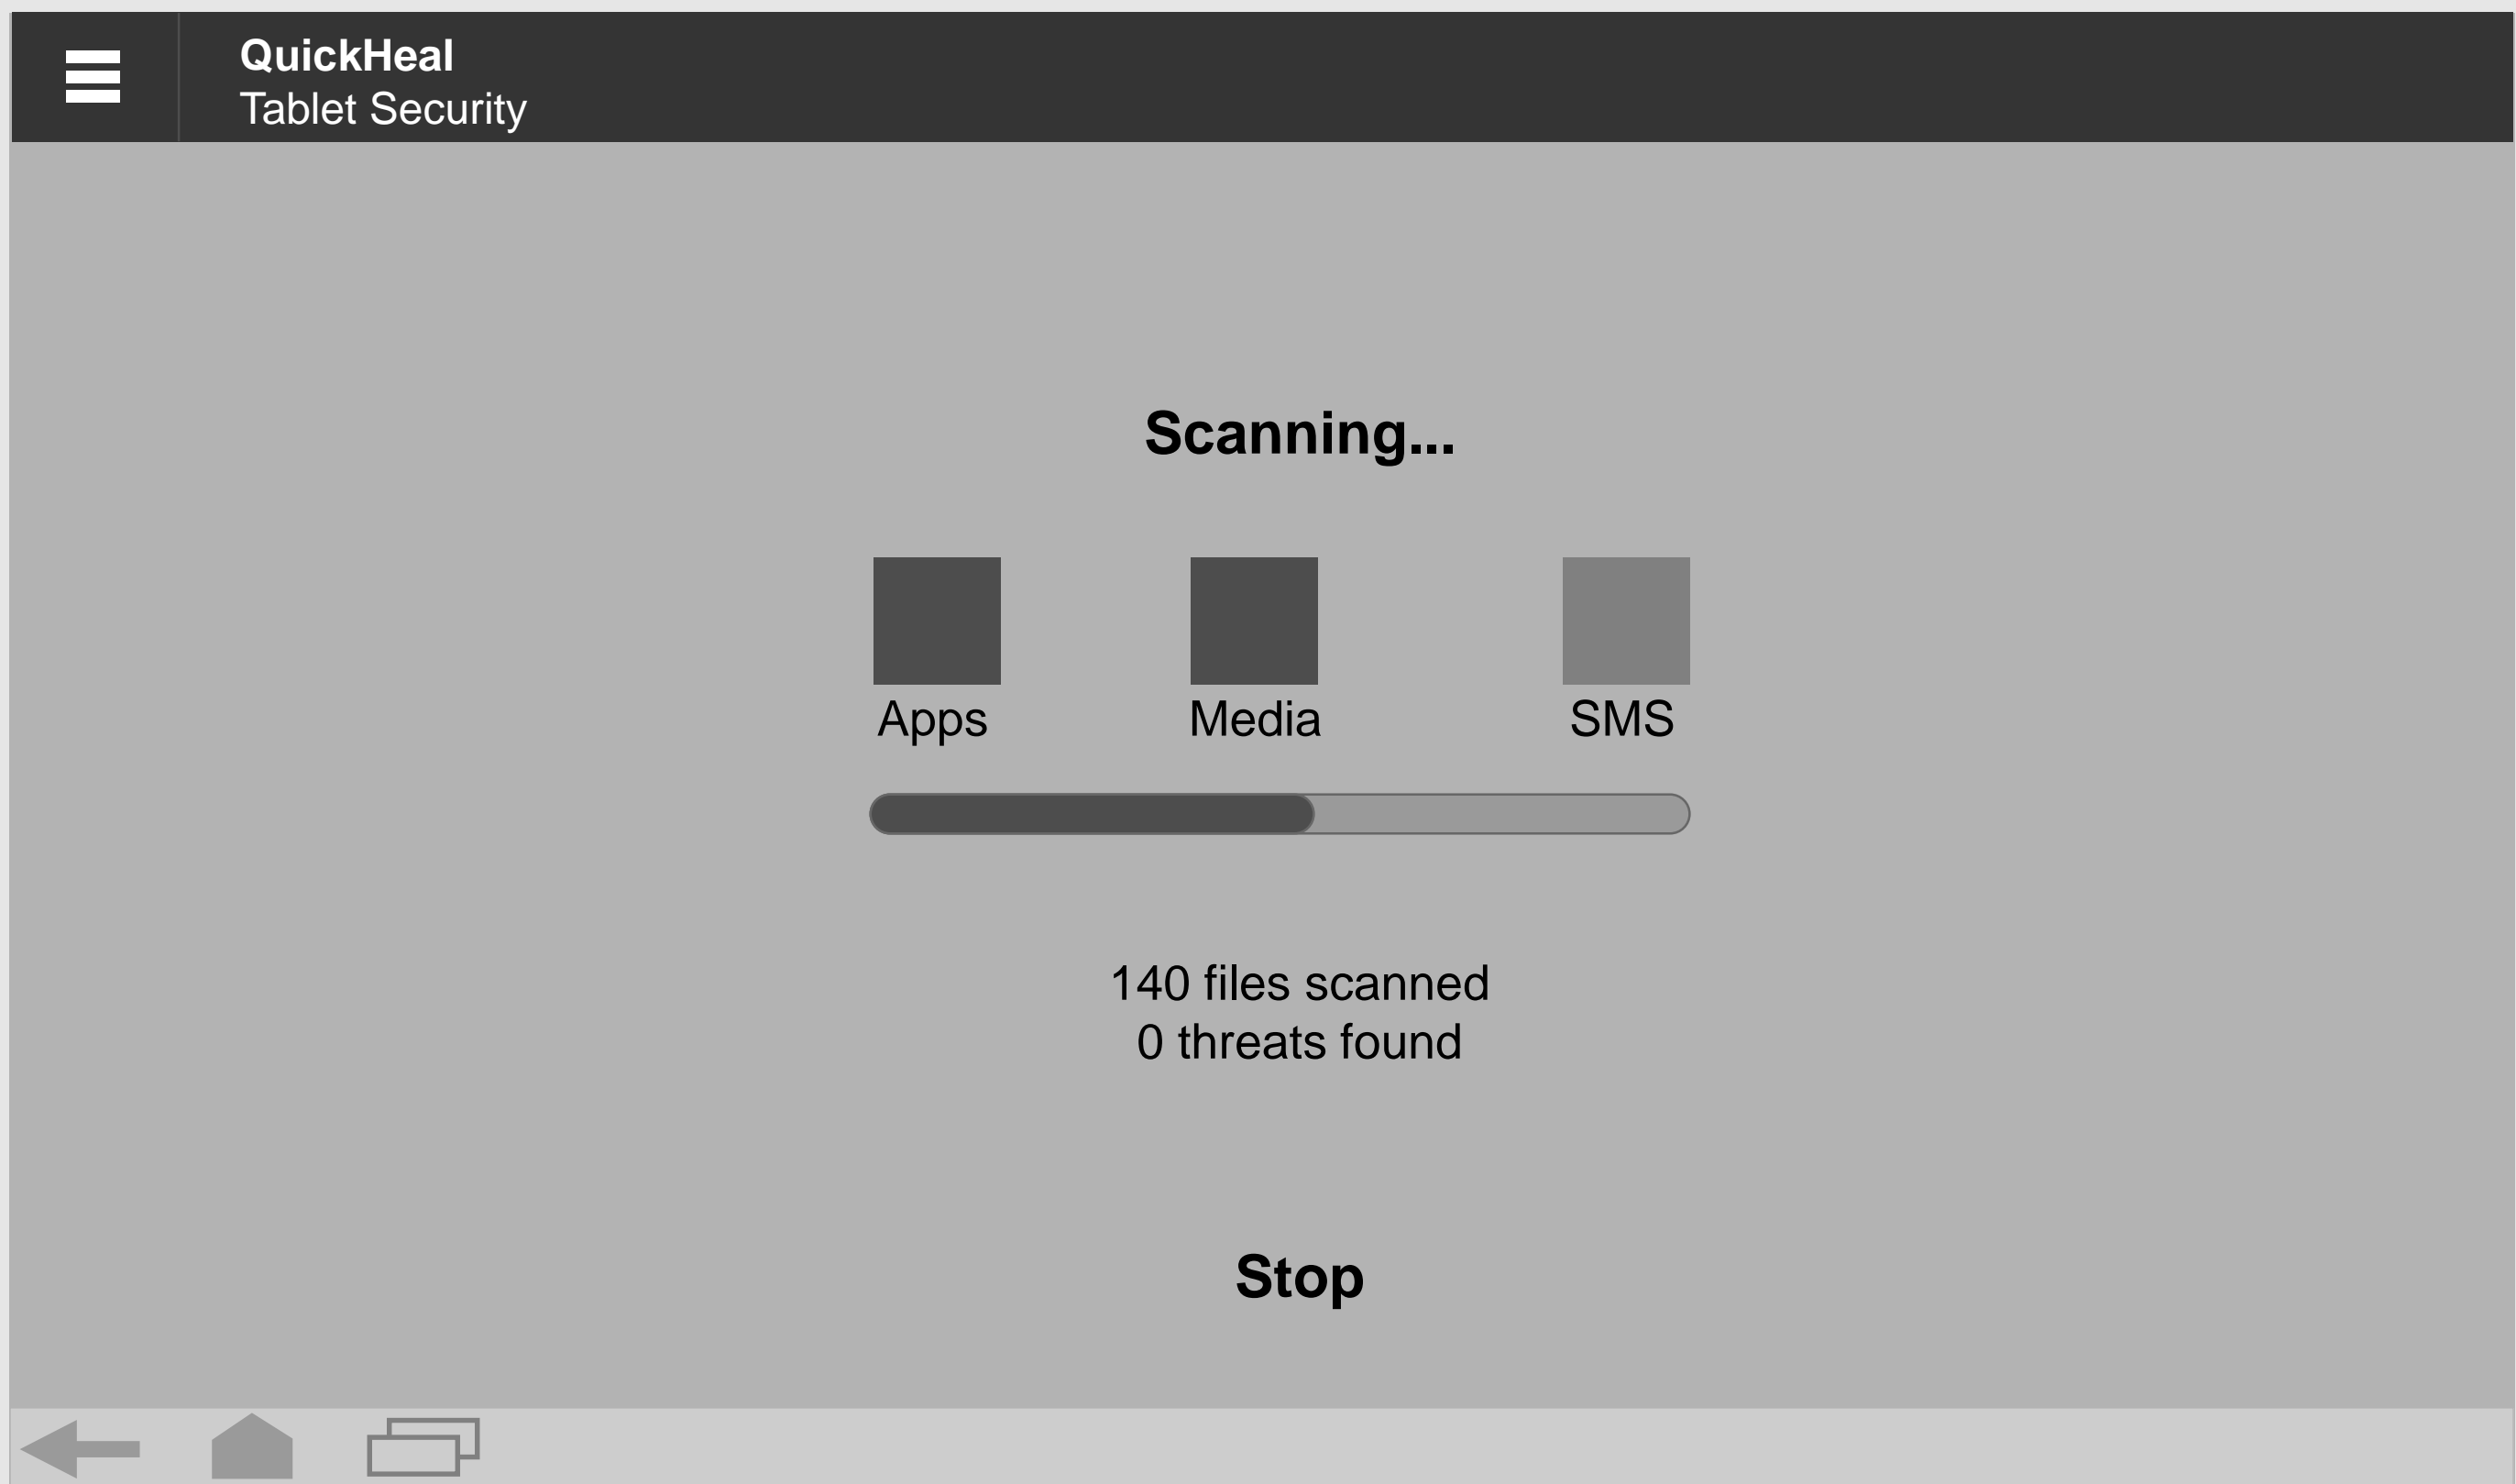 QuickHeal
Tablet Security
Scanning...
Apps Media SMS
140 files scanned
0 threats found
Stop